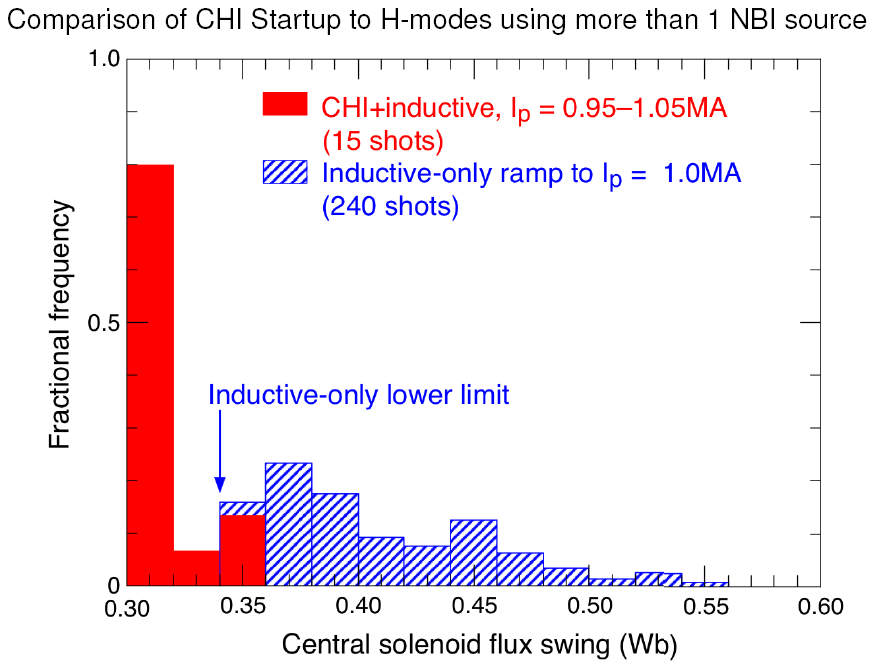 Comparison of CHI Startup to H-modes using more than 1 NBI source
1.0
CHI+inductive, Ip = 0.95–1.05MA
(15 shots)
Inductive-only ramp to Ip = 1.0MA
(240 shots)
Fractional frequency
0.5
Inductive-only lower limit
0
0.30 0.35 0.40 0.45 0.50 0.55 0.60
Central solenoid flux swing (Wb)